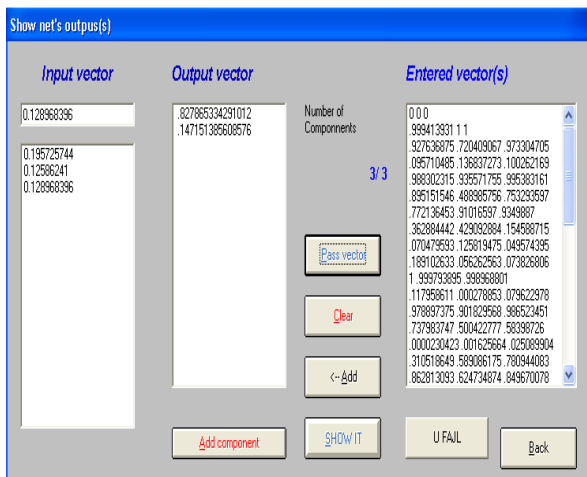 Show net's outpus(s)
Input vector
Output vector
Entered vector(s)
0.128968396
0.195725744
0.12586241
0.128968396
.827865334291012
.147151385608576
Number of
Componnents
3/ 3
Pass vector
Clear
<-- Add
SHOW IT
Add component
0 0 0
.999413931 1 1
.927636875 .720409067 .973304705
.095710485 .136837273 .100262169
.988302315 .935571755 .995383161
.895151546 .488985756 .753293597
.772136453 .91016597 .9349887
.362884442 .429092884 .154588715
.070479593 .125819475 .049574395
.189102633 .056262563 .073826806
1 .999793895 .998968801
.117958611 .000278853 .079622978
.978897375 .901829568 .986523451
.737983747 .500422777 .58398726
.0000230423 .001625664 .025089904
.310518649 .589086175 .780944083
.862813093 .624734874 .849670078
U FAJL
Back